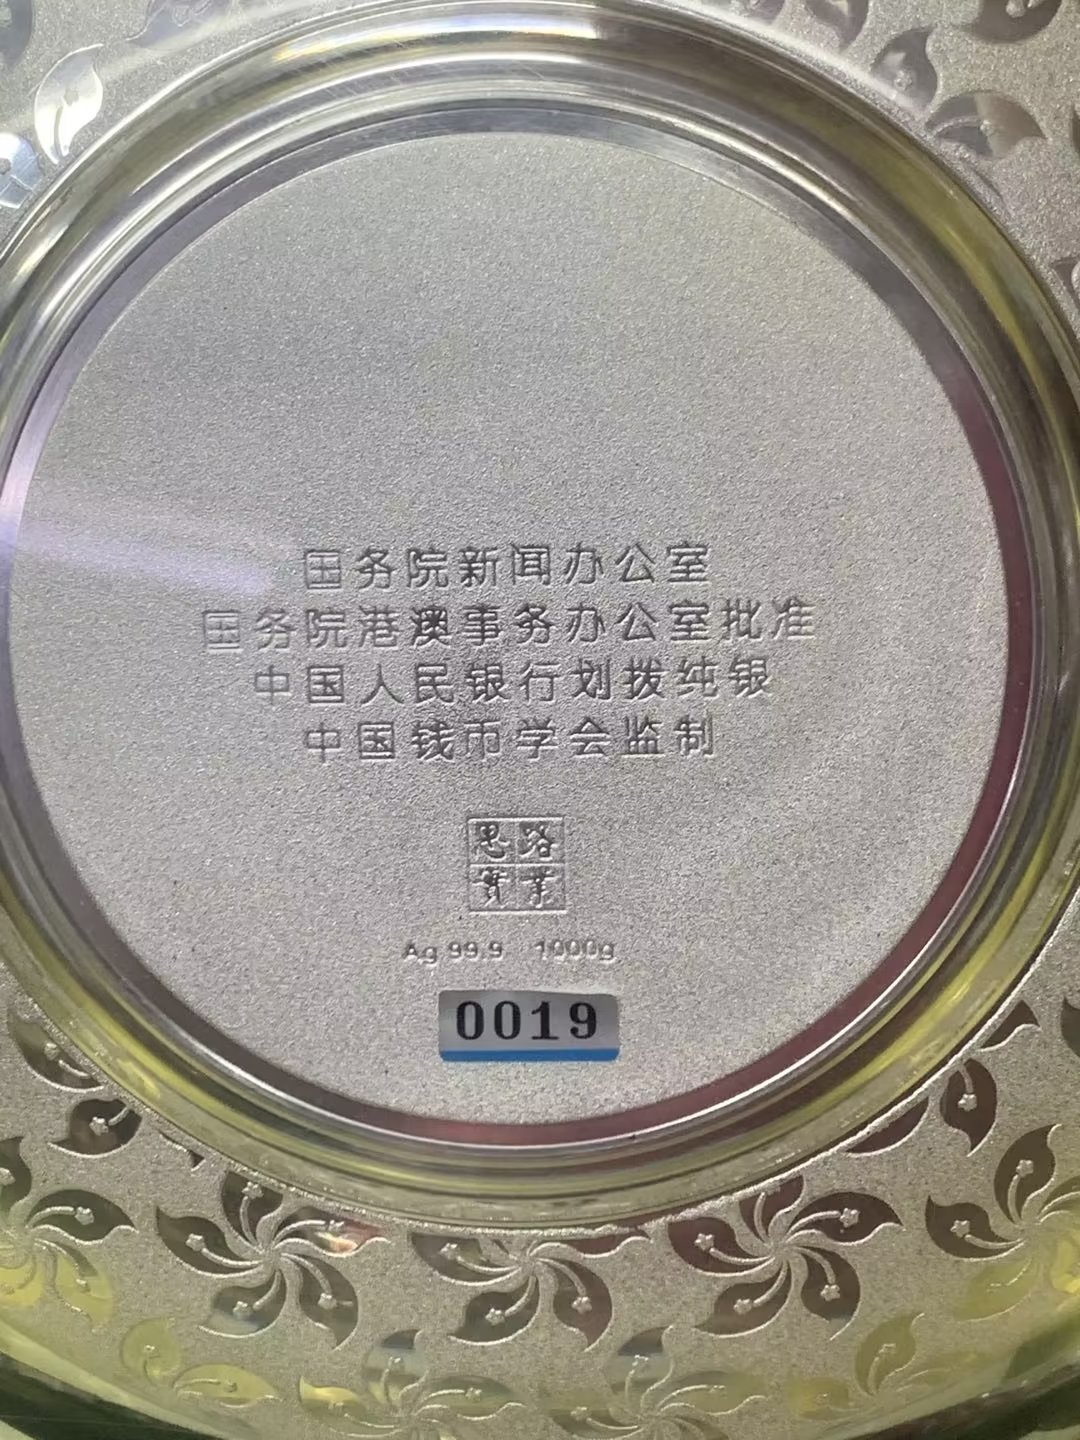 国务院新闻办公室
国务院港澳事务办公室批准
中国人民银行划拨纯银
中国钱币学会监制
思路
實業
Ag 99.9 1000g
0019